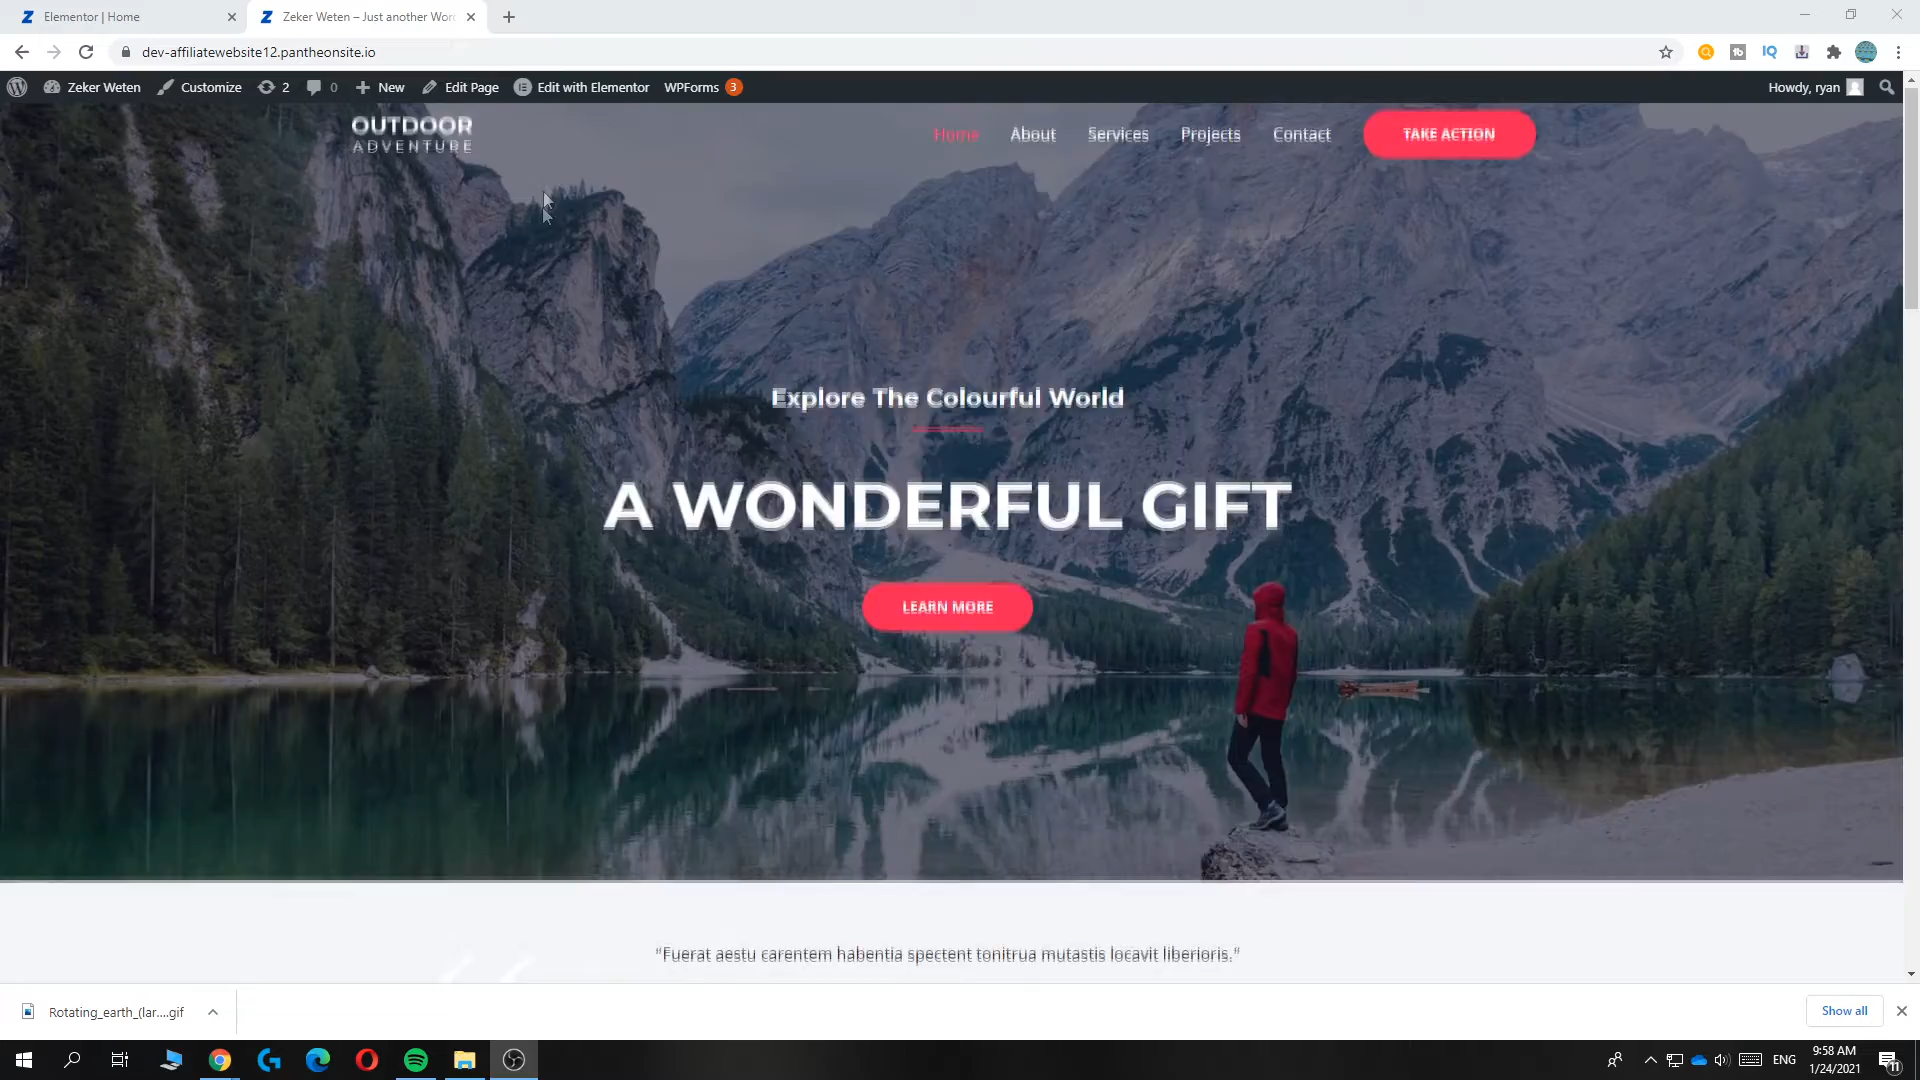 Elementor | Home
Zeker Weten – Just another Wor
dev-affiliatewebsite12.pantheonsite.io
Zeker Weten Customize 2 0 New Edit Page Edit with Elementor WPForms 3 Howdy, ryan
OUTDOOR
ADVENTURE
Home About Services Projects Contact TAKE ACTION
Explore The Colourful World
A WONDERFUL GIFT
LEARN MORE
"Fuerat aestu carentem habentia spectent tonitrua mutastis locavit liberioris."
Rotating_earth_(lar....gif
Show all
ENG
9:58 AM
1/24/2021
11